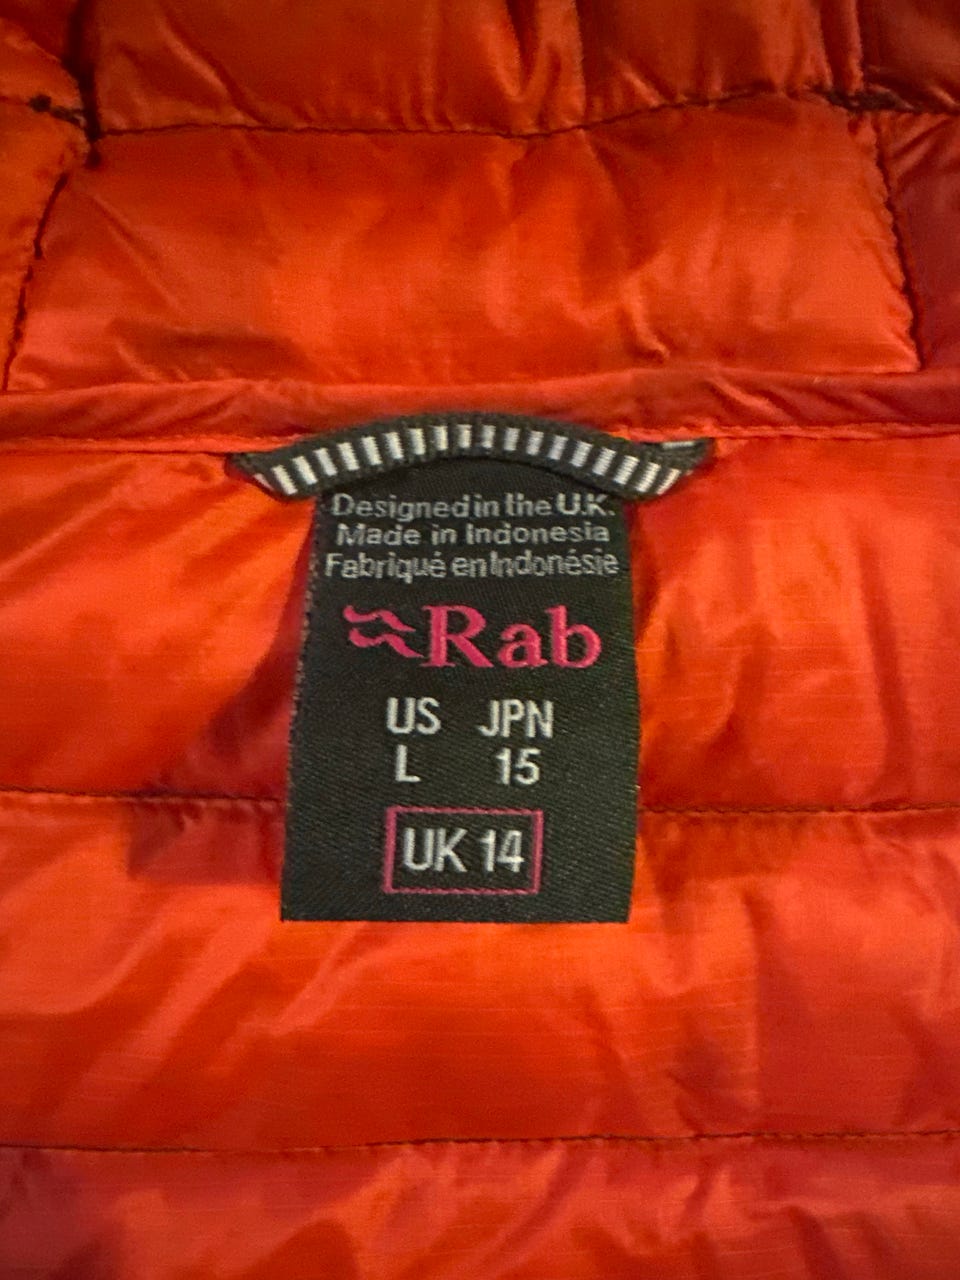 Designed in the U.K.
Made in Indonesia
Fabriqué en Indonésie
Rab
US JPN
L 15
UK 14